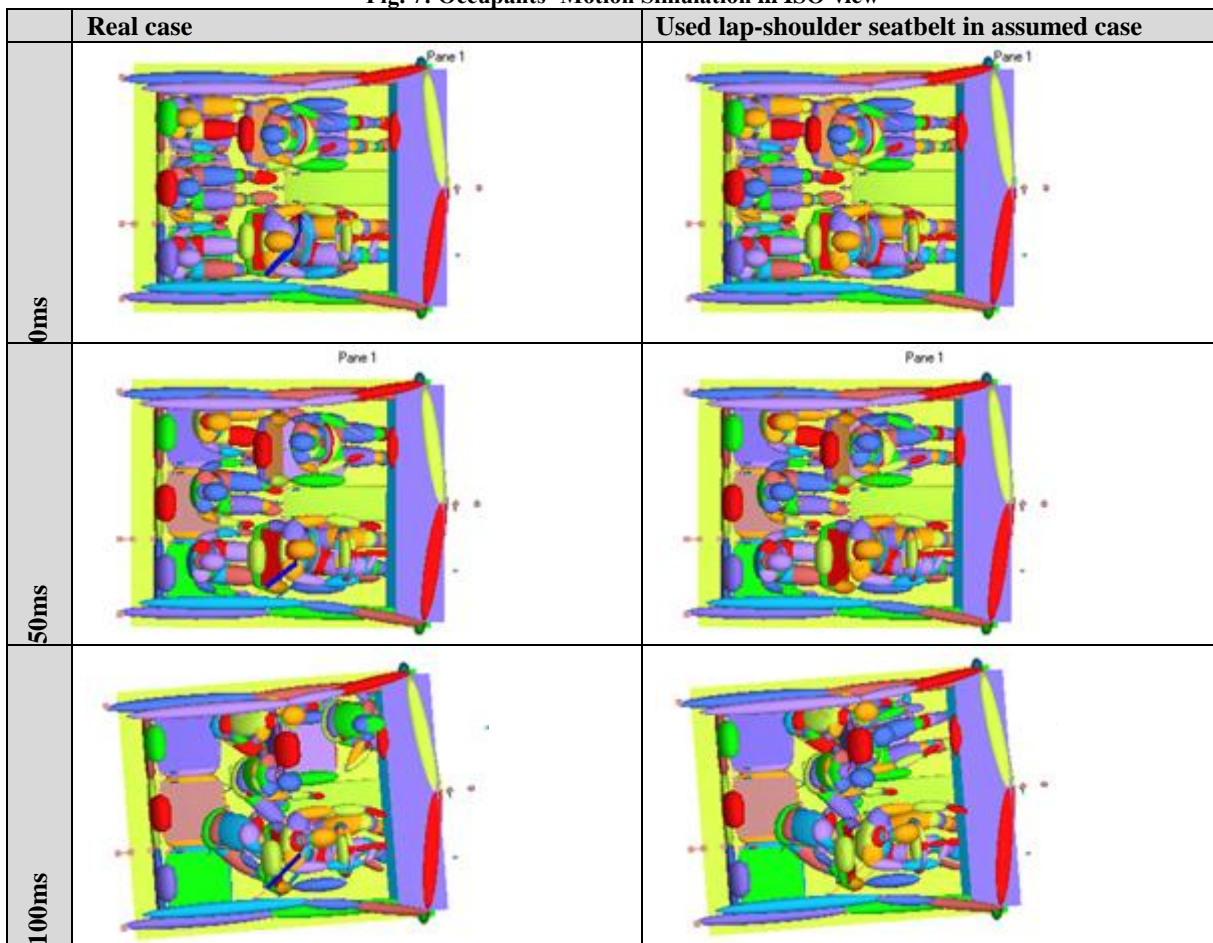 Fig. 7. Occupants' Motion Simulation in ISO view
Real case
Used lap-shoulder seatbelt in assumed case
0ms
Pane 1
Pane 1
50ms
Pane 1
Pane 1
100ms